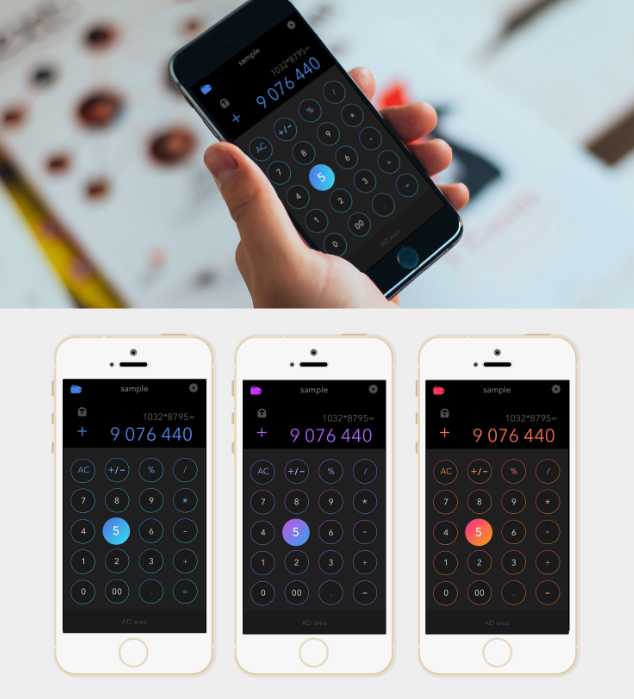 sample
1032*8795=
+ 9 076 440
AC +/− % /
7 8 9 *
4 5 6 −
1 2 3 +
0 00 . =
AD area
sample
1032*8795=
+ 9 076 440
AC +/− % /
7 8 9 *
4 5 6 −
1 2 3 +
0 00 . =
AD area
sample
1032*8795=
+ 9 076 440
AC +/− % /
7 8 9 *
4 5 6 −
1 2 3 +
0 00 . =
AD area
sample
1032*8795=
+ 9 076 440
AC +/− % /
7 8 9 *
4 5 6 −
1 2 3 +
0 00 . =
AD area